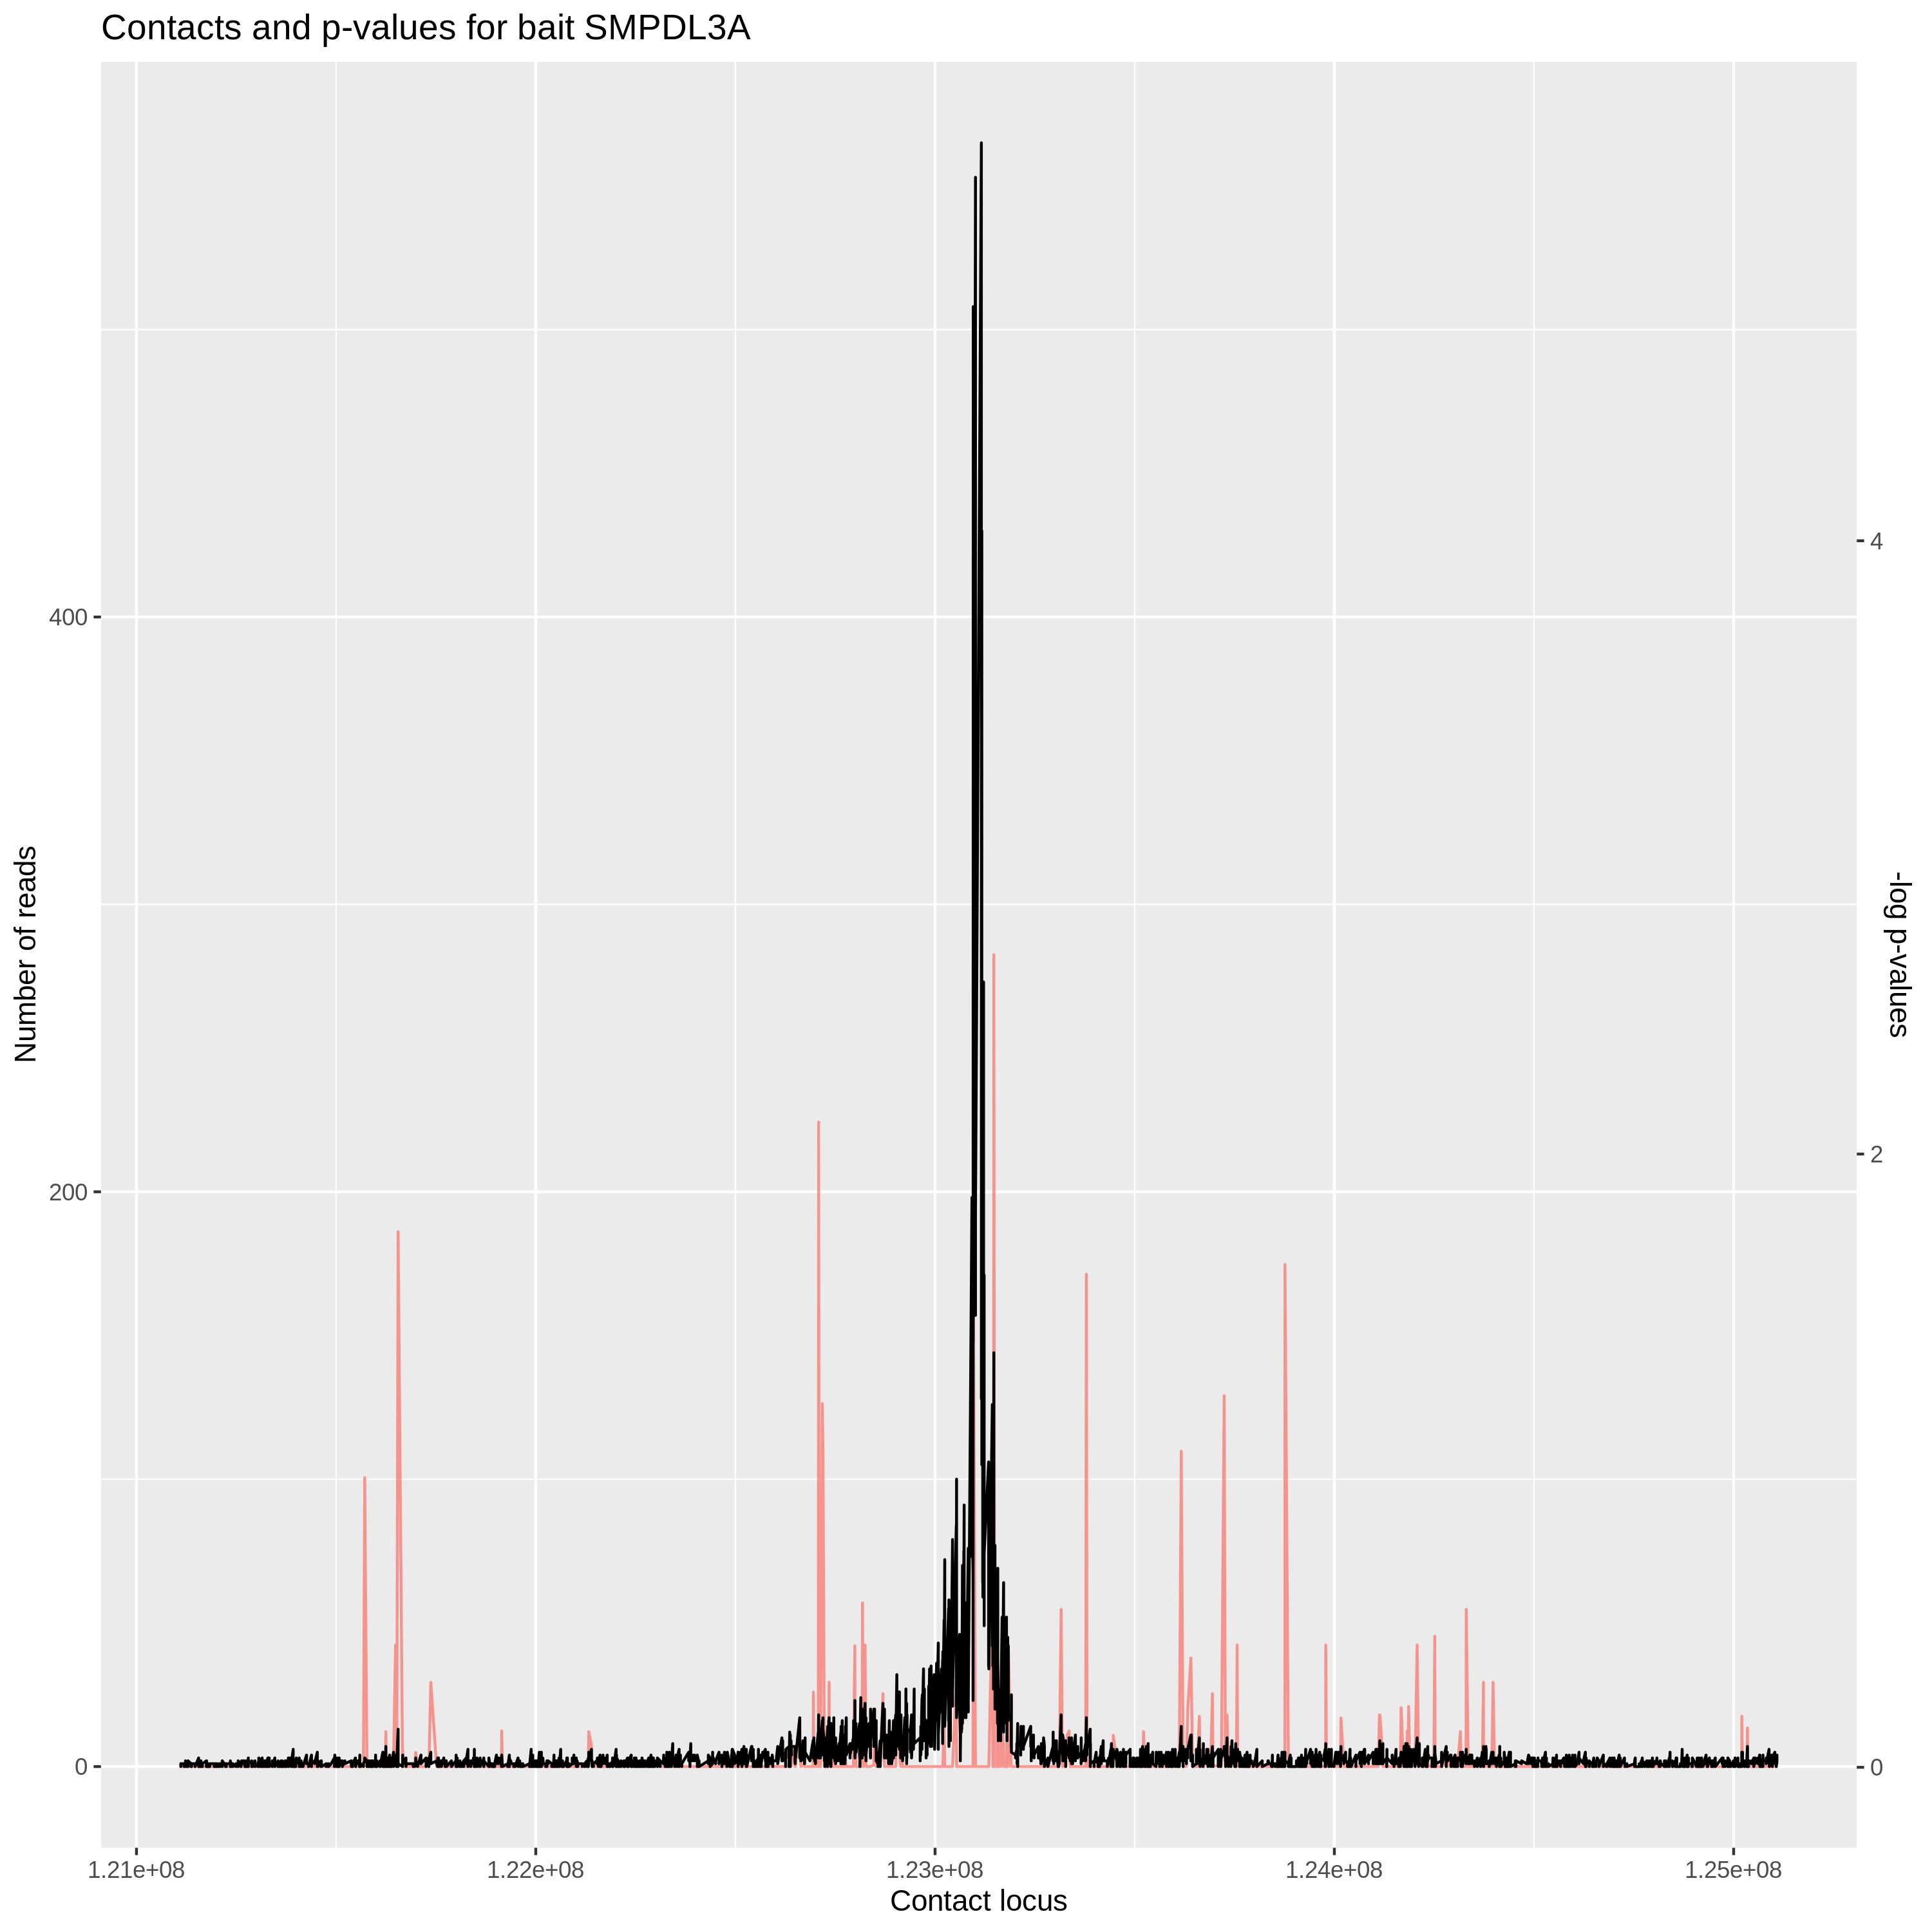 Contacts and p-values for bait SMPDL3A
Number of reads
400
200
0
4
2
0
-log p-values
1.21e+08
1.22e+08
1.23e+08
1.24e+08
1.25e+08
Contact locus